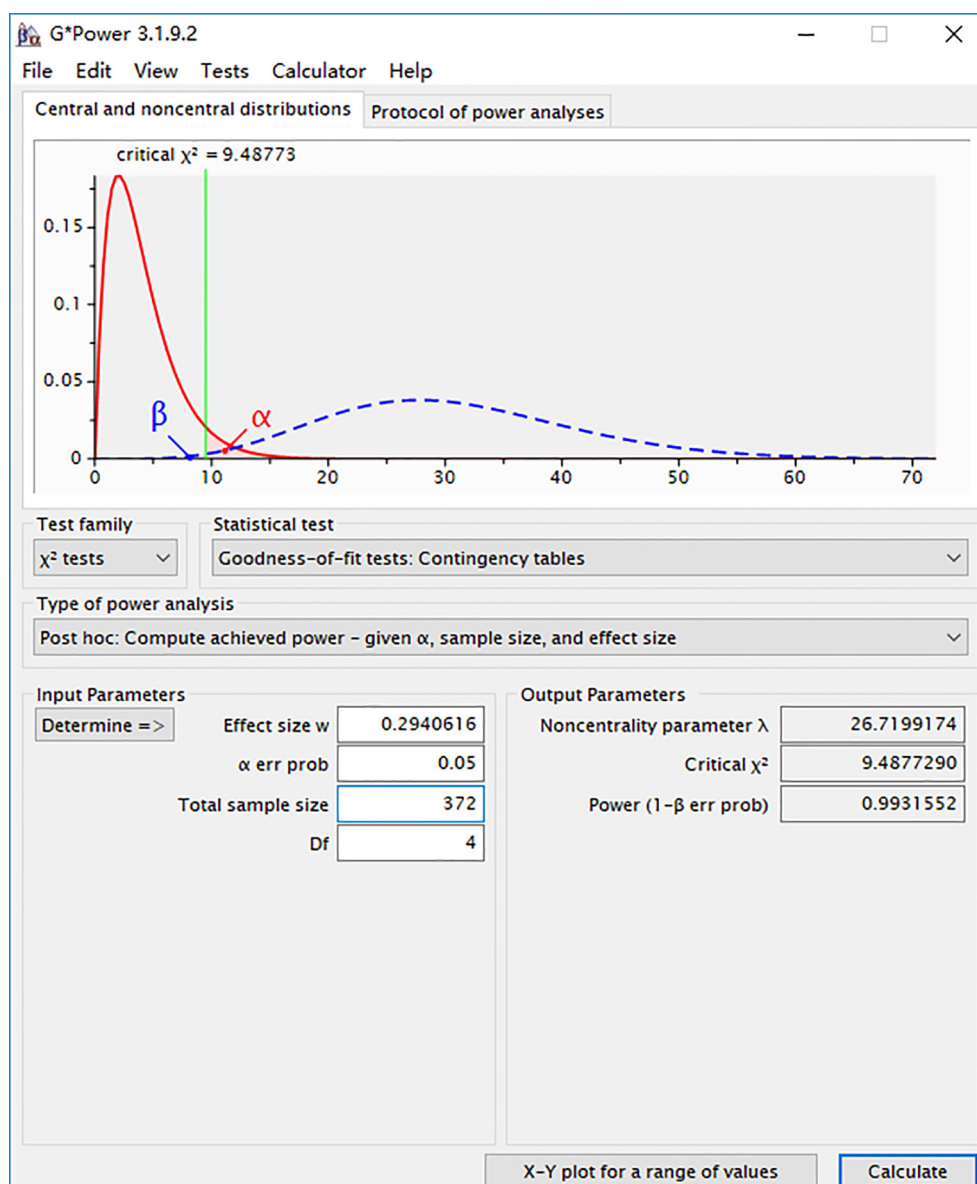 G*Power 3.1.9.2
File Edit View Tests Calculator Help
Central and noncentral distributions Protocol of power analyses
critical χ² = 9.48773
0.15
0.1
0.05
0
β
α
0 10 20 30 40 50 60 70
Test family Statistical test
χ² tests Goodness-of-fit tests: Contingency tables
Type of power analysis
Post hoc: Compute achieved power - given α, sample size, and effect size
Input Parameters
Determine =>
Effect size w 0.2940616
α err prob 0.05
Total sample size 372
Df 4
Output Parameters
Noncentrality parameter λ 26.7199174
Critical χ² 9.4877290
Power (1-β err prob) 0.9931552
X-Y plot for a range of values Calculate